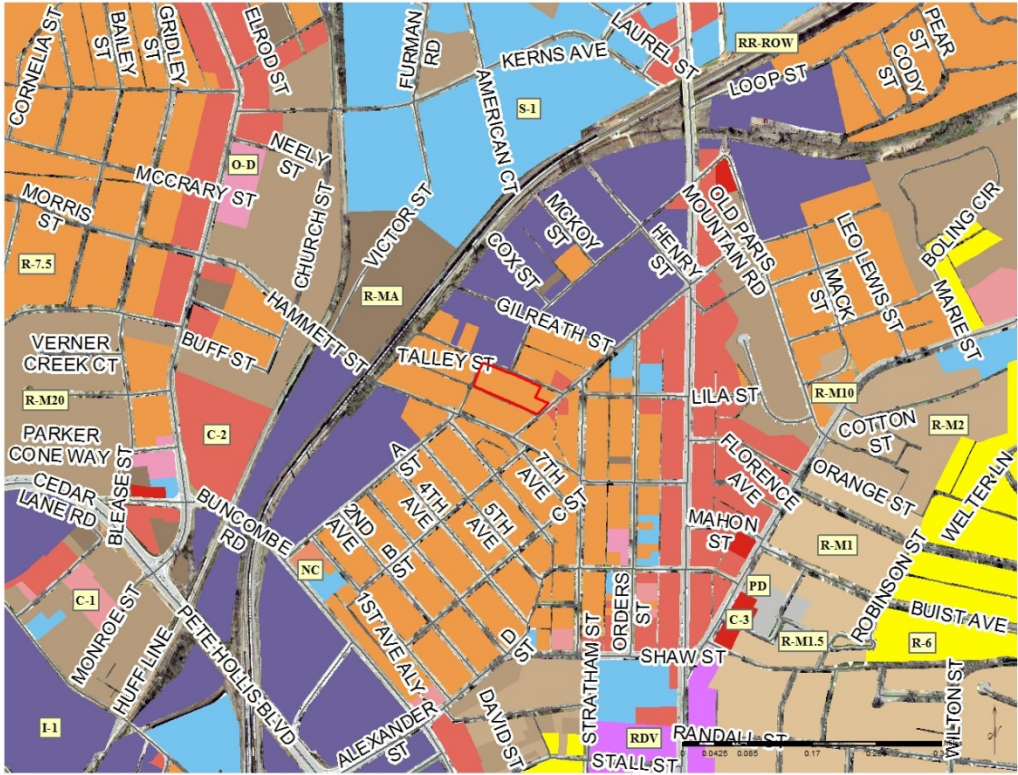 CORNELIA ST
BAILEY
ST
GRIDLEY
ST
ELROD ST
FURMAN
RD
KERNS AVE
AMERICAN CT
LAUREL ST
RR-ROW
LOOP ST
PEAR
ST
CODY
ST
S-1
O-D
NEELY
ST
MCCRARY ST
MORRIS
ST
R-7.5
CHURCH ST
VICTOR ST
R-MA
HAMMETT ST
BUFF ST
COX ST
MCKOY
ST
HENRY
ST
OLD PARIS
MOUNTAIN RD
LEO LEWIS ST
MACK
ST
BOLING CIR
MARIE ST
GILREATH ST
TALLEY ST
VERNER
CREEK CT
R-M20
C-2
LILA ST
R-M10
R-M2
COTTON
ST
ORANGE ST
FLORENCE
AVE
PARKER
CONE WAY
CEDAR
LANE RD
BLEASE ST
BUNCOMBE
RD
A
ST
4TH
AVE
5TH
AVE
7TH
AVE
C ST
2ND
AVE
B
ST
1ST AVE ALY
D
ST
NC
MAHON
ST
R-M1
WELTER LN
ROBINSON ST
PD
C-3
R-M1.5
BUIST AVE
R-6
C-1
MONROE ST
HUFF LINE
PETE HOLLIS BLVD
I-1
ALEXANDER
ST
DAVID ST
STRATHAM ST
ORDERS
ST
SHAW ST
RDV
RANDALL ST
STALL ST
WILTON ST
0 0.0425 0.085 0.17
N